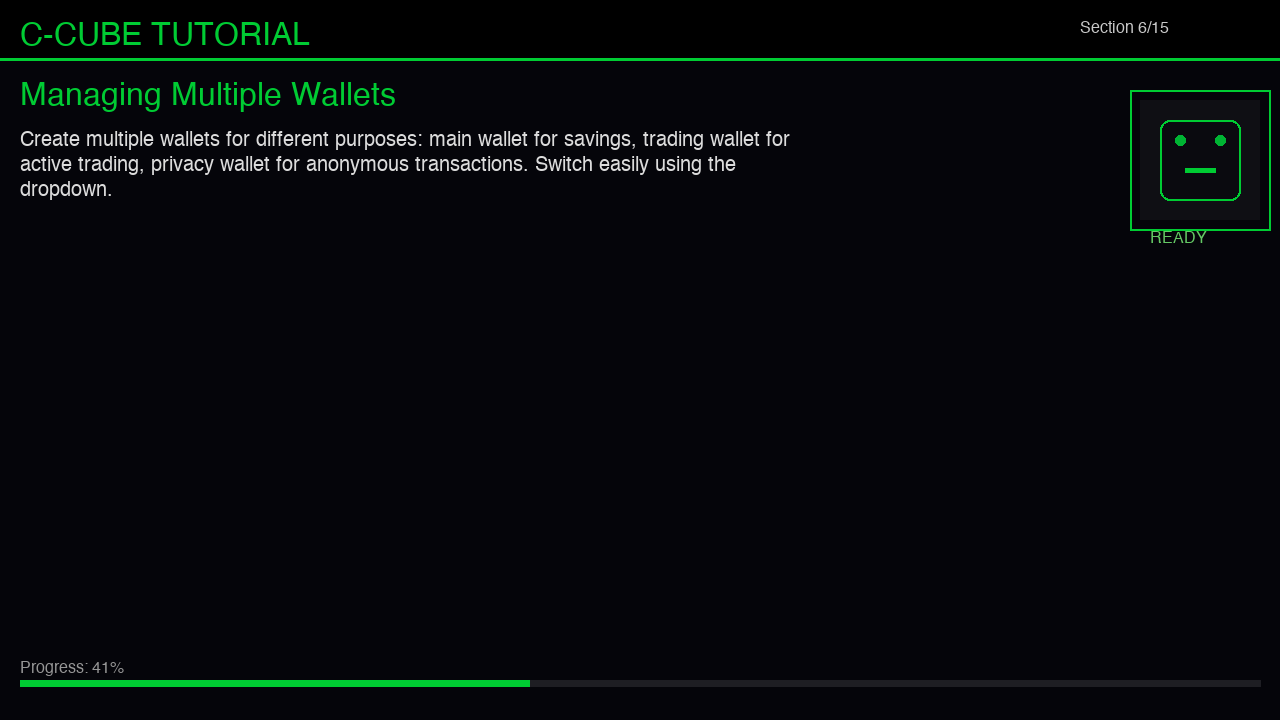 C-CUBE TUTORIAL
Section 6/15
Managing Multiple Wallets
Create multiple wallets for different purposes: main wallet for savings, trading wallet for
active trading, privacy wallet for anonymous transactions. Switch easily using the
dropdown.
READY
Progress: 41%